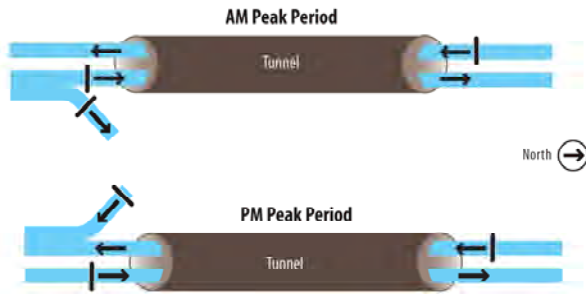 AM Peak Period
Tunnel
North
PM Peak Period
Tunnel